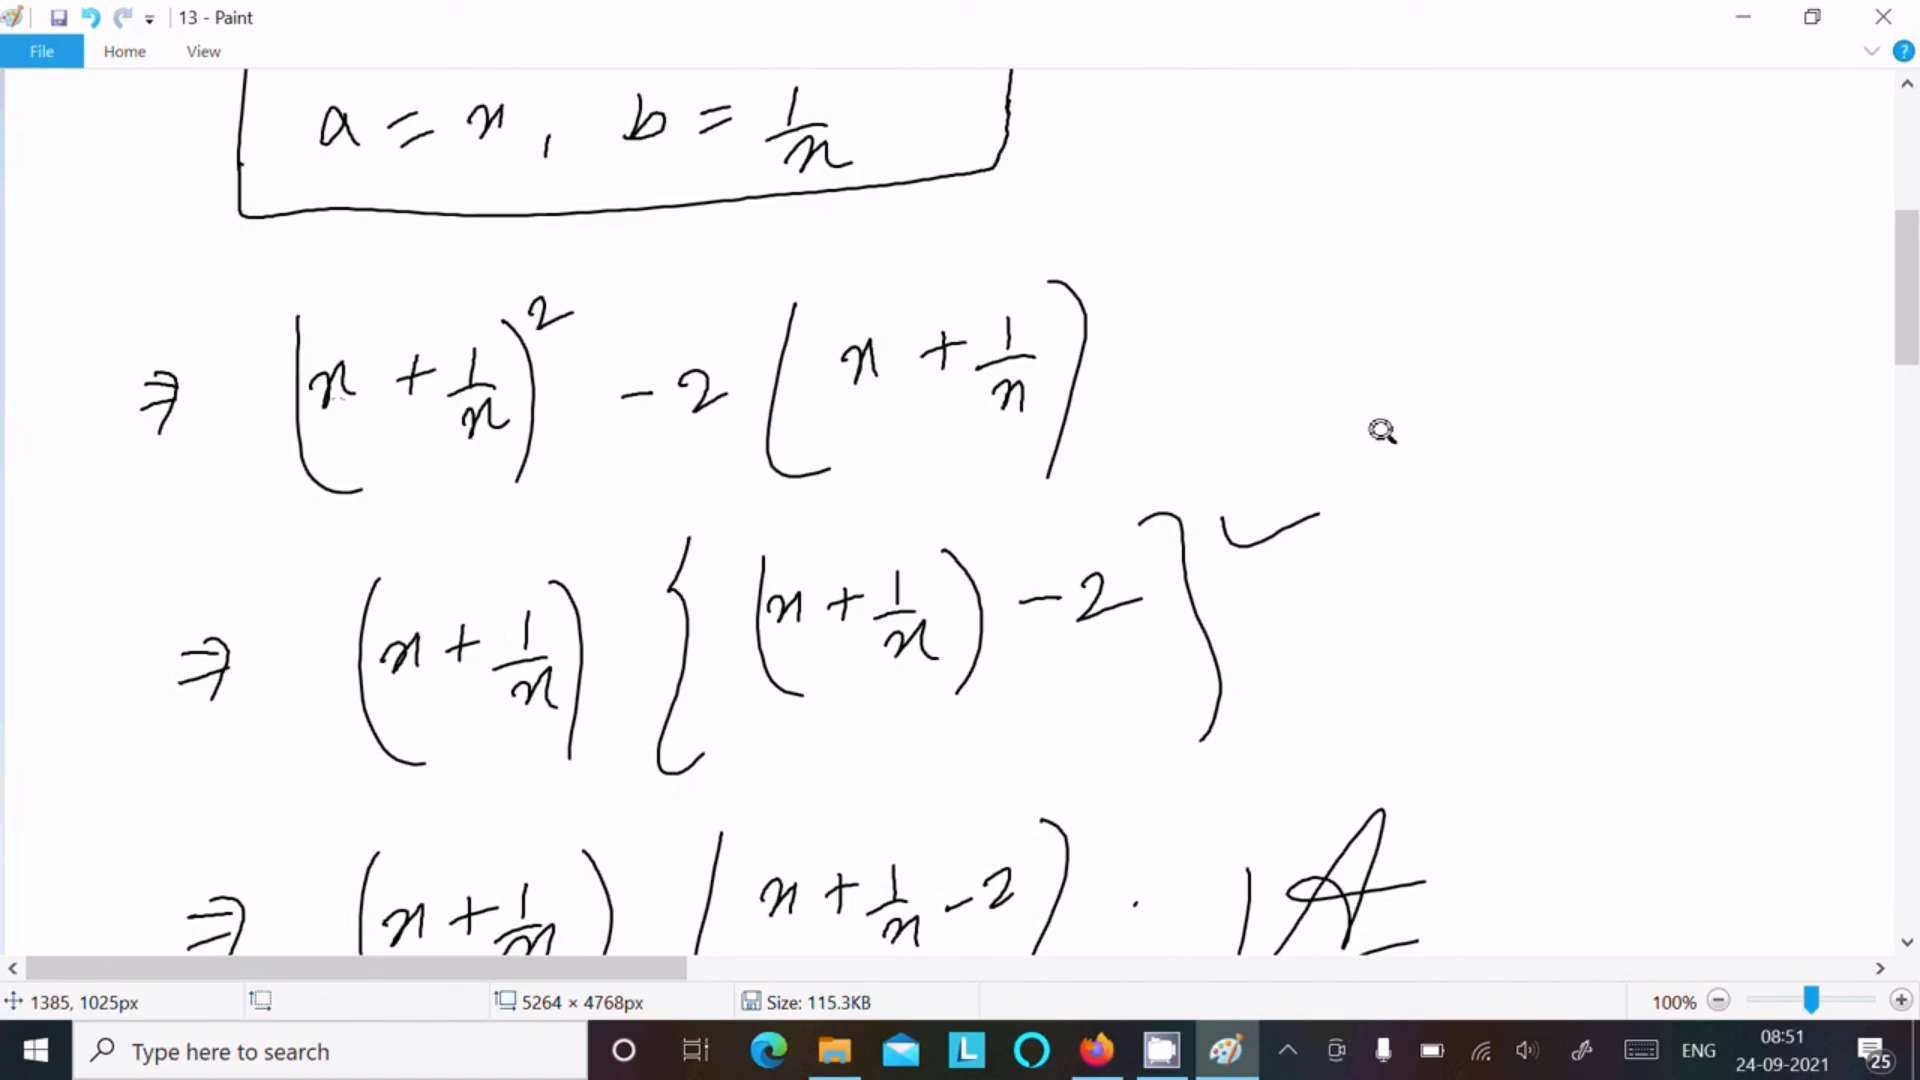 13 - Paint
File Home View
a = x, b = 1/x
⇒ (x + 1/x)² - 2 (x + 1/x)
⇒ (x + 1/x) { (x + 1/x) - 2 }
⇒ (x + 1/x) (x + 1/x - 2) .
1385, 1025px 5264 × 4768px Size: 115.3KB 100%
Type here to search L ENG 08:51
24-09-2021 25